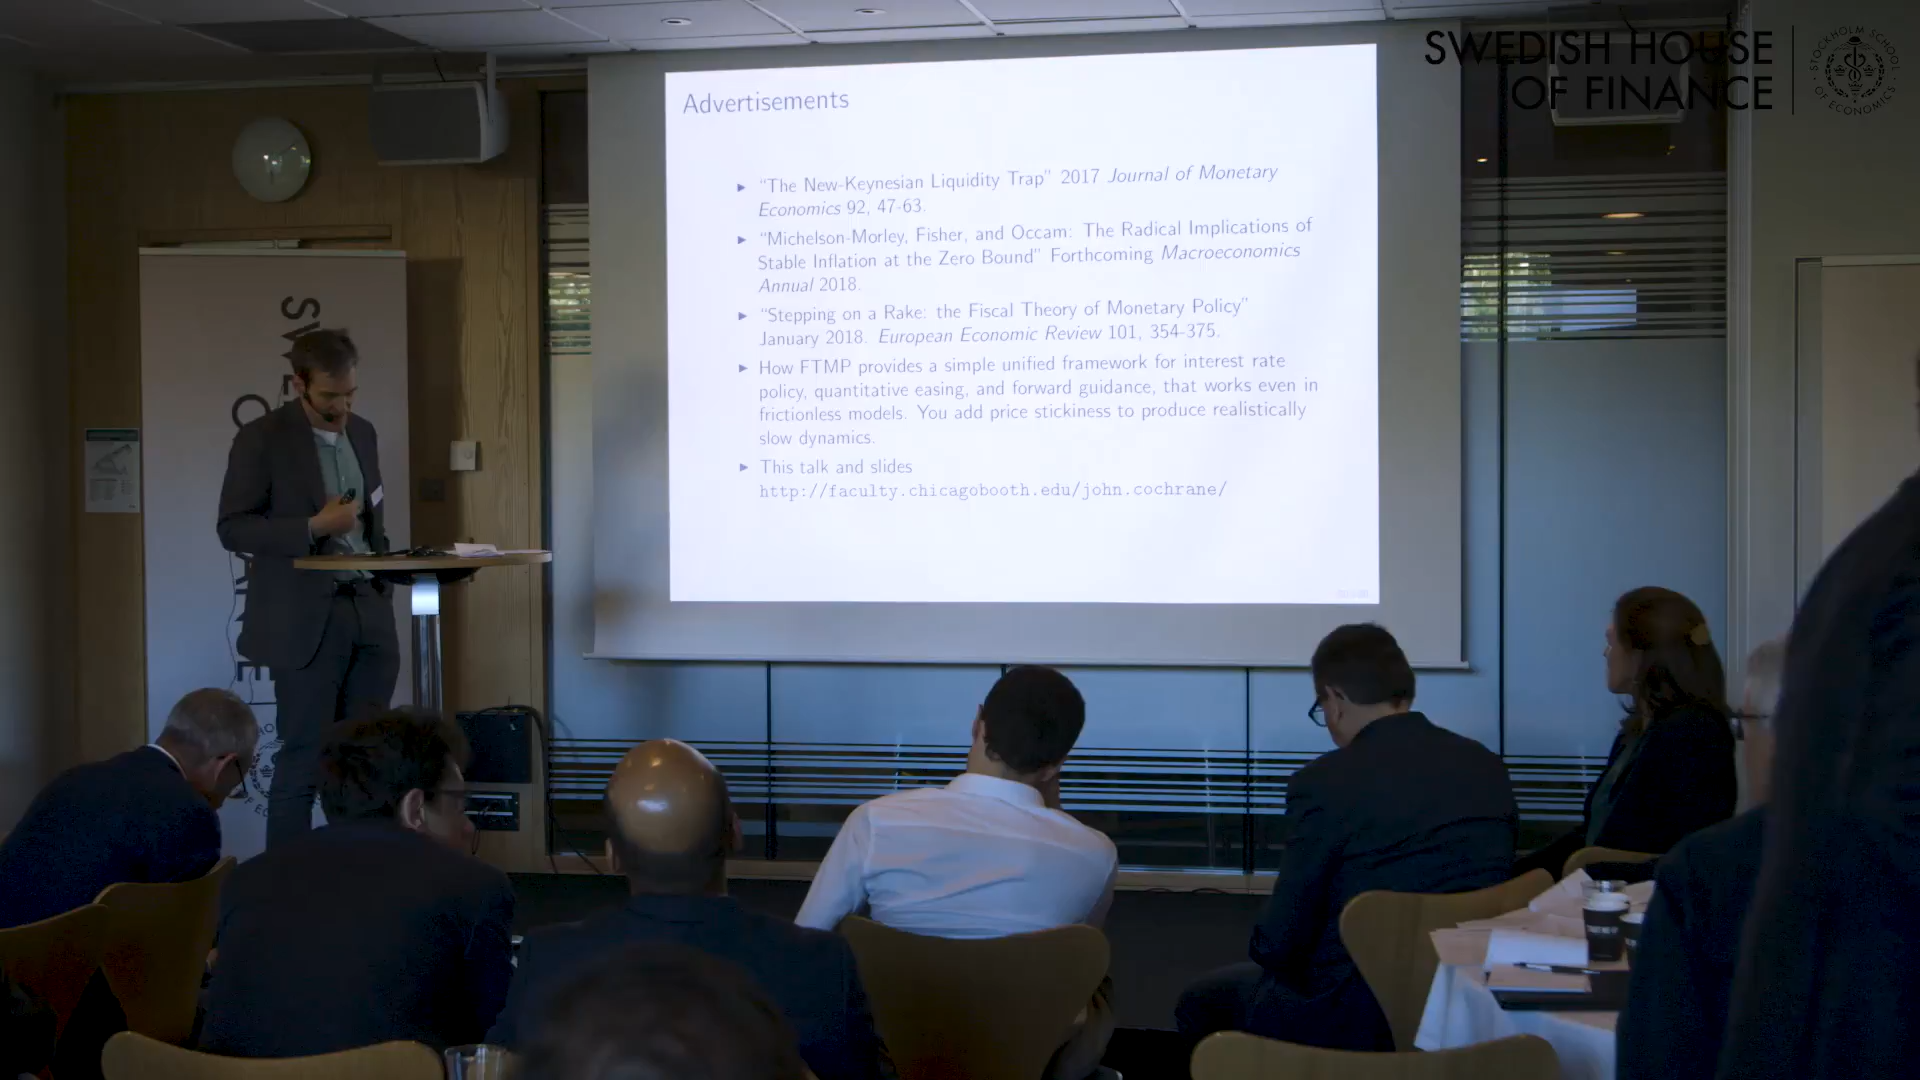 SWEDISH HOUSE
OF FINANCE
STOCKHOLM SCHOOL
OF ECONOMICS
Advertisements
▶ “The New-Keynesian Liquidity Trap” 2017 Journal of Monetary
Economics 92, 47-63.
▶ “Michelson-Morley, Fisher, and Occam: The Radical Implications of
Stable Inflation at the Zero Bound” Forthcoming Macroeconomics
Annual 2018.
▶ “Stepping on a Rake: the Fiscal Theory of Monetary Policy”
January 2018. European Economic Review 101, 354-375.
▶ How FTMP provides a simple unified framework for interest rate
policy, quantitative easing, and forward guidance, that works even in
frictionless models. You add price stickiness to produce realistically
slow dynamics.
▶ This talk and slides
http://faculty.chicagobooth.edu/john.cochrane/